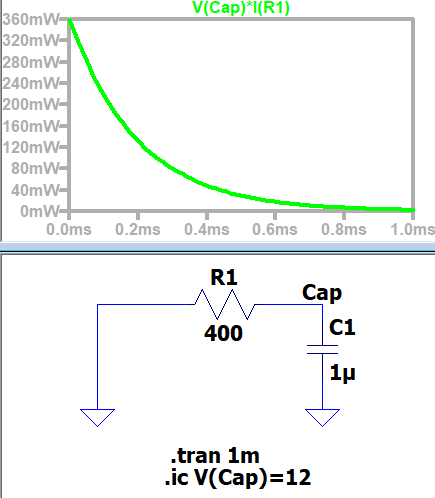 V(Cap)*I(R1)
360mW
320mW
280mW
240mW
200mW
160mW
120mW
80mW
40mW
0mW
0.0ms 0.2ms 0.4ms 0.6ms 0.8ms 1.0ms
R1
Cap
400
C1
1µ
.tran 1m
.ic V(Cap)=12